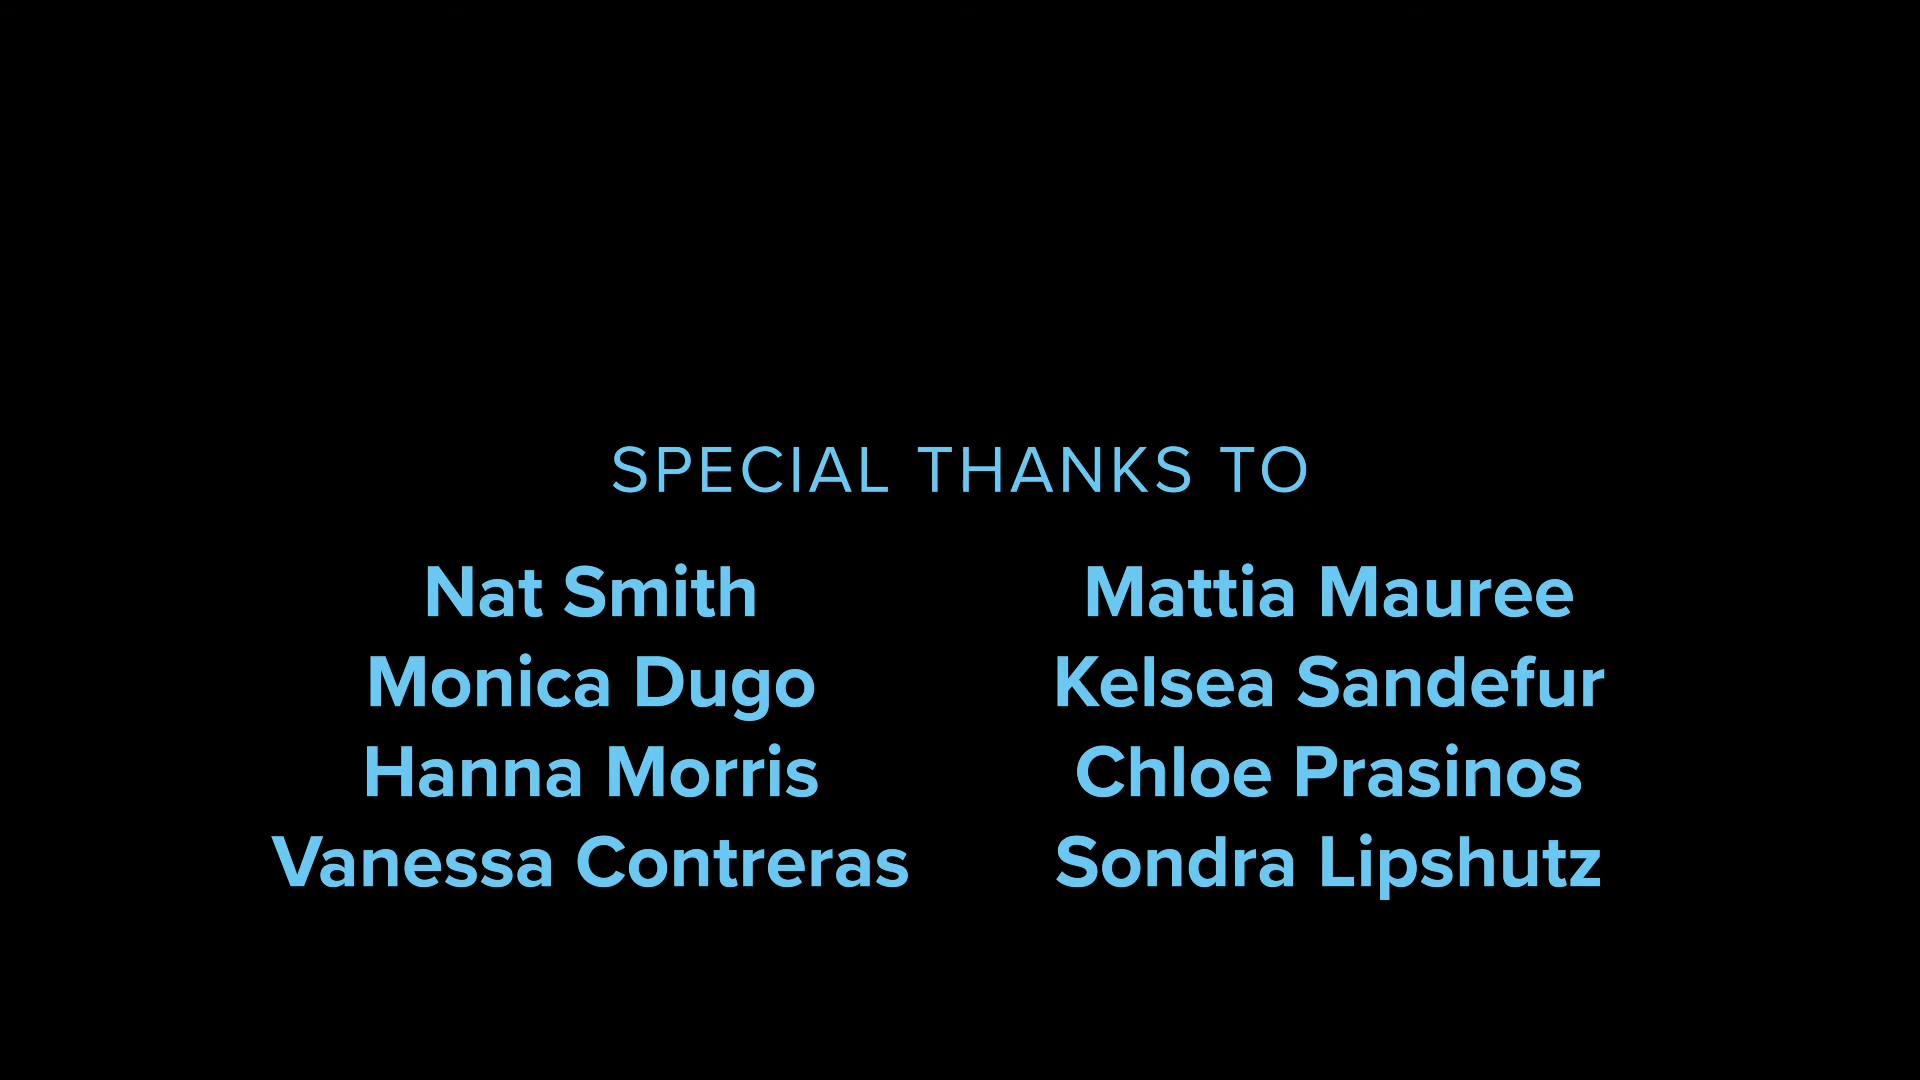 SPECIAL THANKS TO
Nat Smith
Monica Dugo
Hanna Morris
Vanessa Contreras
Mattia Mauree
Kelsea Sandefur
Chloe Prasinos
Sondra Lipshutz